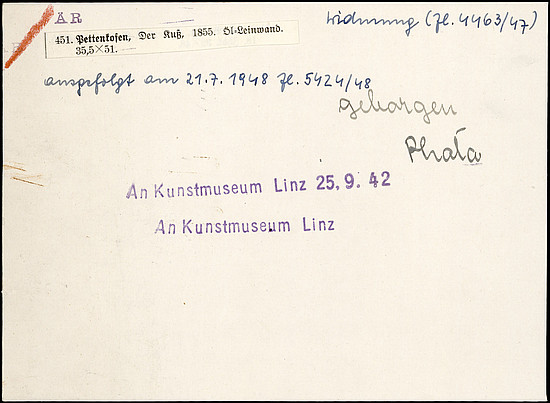 ÄR
Widmung (Zl. 4463/47)
451. Pettenkofen, Der Kuß, 1855. Öl-Leinwand.
35,5×51.
ausgefolgt am 21.7.1948 Zl. 5424/48
geborgen
Photo
An Kunstmuseum Linz 25. 9. 42
An Kunstmuseum Linz